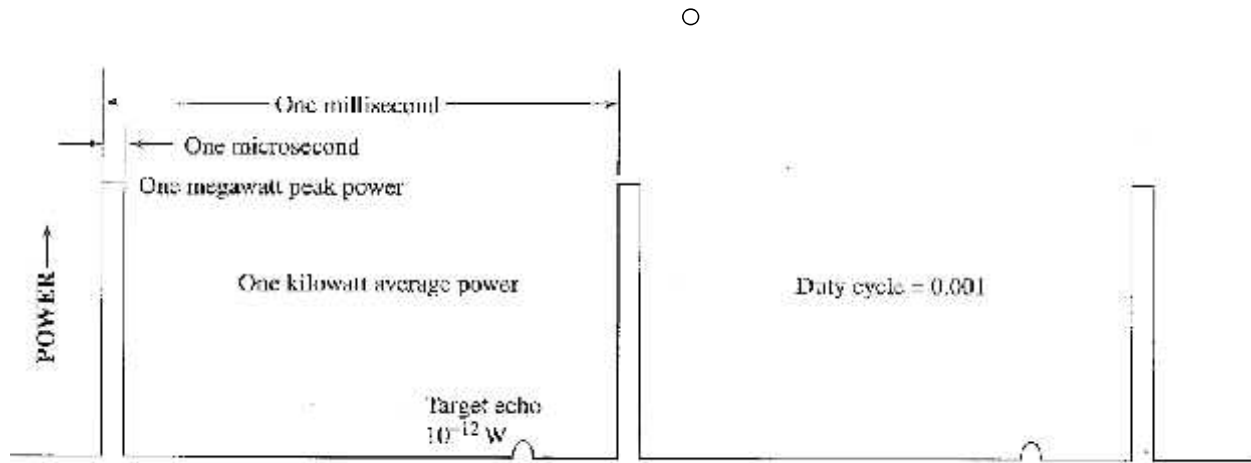 One millisecond
One microsecond
One megawatt peak power
POWER
One kilowatt average power
Duty cycle = 0.001
Target echo
10⁻¹² W